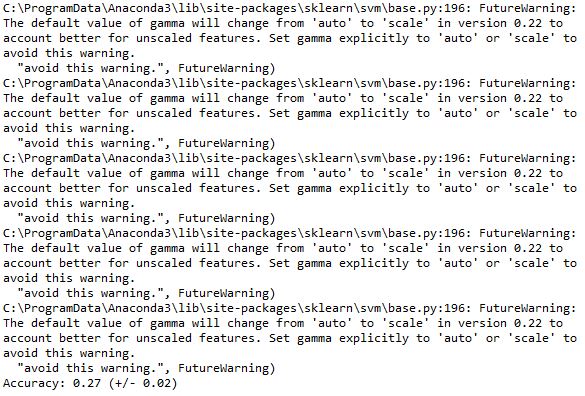 C:\ProgramData\Anaconda3\lib\site-packages\sklearn\svm\base.py:196: FutureWarning:
The default value of gamma will change from 'auto' to 'scale' in version 0.22 to
account better for unscaled features. Set gamma explicitly to 'auto' or 'scale' to
avoid this warning.
  "avoid this warning.", FutureWarning)
C:\ProgramData\Anaconda3\lib\site-packages\sklearn\svm\base.py:196: FutureWarning:
The default value of gamma will change from 'auto' to 'scale' in version 0.22 to
account better for unscaled features. Set gamma explicitly to 'auto' or 'scale' to
avoid this warning.
  "avoid this warning.", FutureWarning)
C:\ProgramData\Anaconda3\lib\site-packages\sklearn\svm\base.py:196: FutureWarning:
The default value of gamma will change from 'auto' to 'scale' in version 0.22 to
account better for unscaled features. Set gamma explicitly to 'auto' or 'scale' to
avoid this warning.
  "avoid this warning.", FutureWarning)
C:\ProgramData\Anaconda3\lib\site-packages\sklearn\svm\base.py:196: FutureWarning:
The default value of gamma will change from 'auto' to 'scale' in version 0.22 to
account better for unscaled features. Set gamma explicitly to 'auto' or 'scale' to
avoid this warning.
  "avoid this warning.", FutureWarning)
C:\ProgramData\Anaconda3\lib\site-packages\sklearn\svm\base.py:196: FutureWarning:
The default value of gamma will change from 'auto' to 'scale' in version 0.22 to
account better for unscaled features. Set gamma explicitly to 'auto' or 'scale' to
avoid this warning.
  "avoid this warning.", FutureWarning)
Accuracy: 0.27 (+/- 0.02)